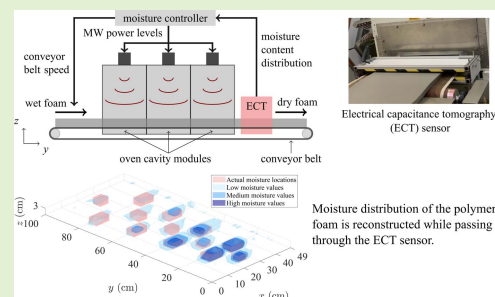 moisture controller
MW power levels
conveyor
belt speed
moisture
content
distribution
wet foam
ECT
dry foam
z
y
oven cavity modules
conveyor belt
Electrical capacitance tomography
(ECT) sensor
Actual moisture locations
Low moisture values
Medium moisture values
High moisture values
z (cm)
3
100
80
60
40
20
0
y (cm)
0
10
20
30
40
49
x (cm)
Moisture distribution of the polymer
foam is reconstructed while passing
through the ECT sensor.